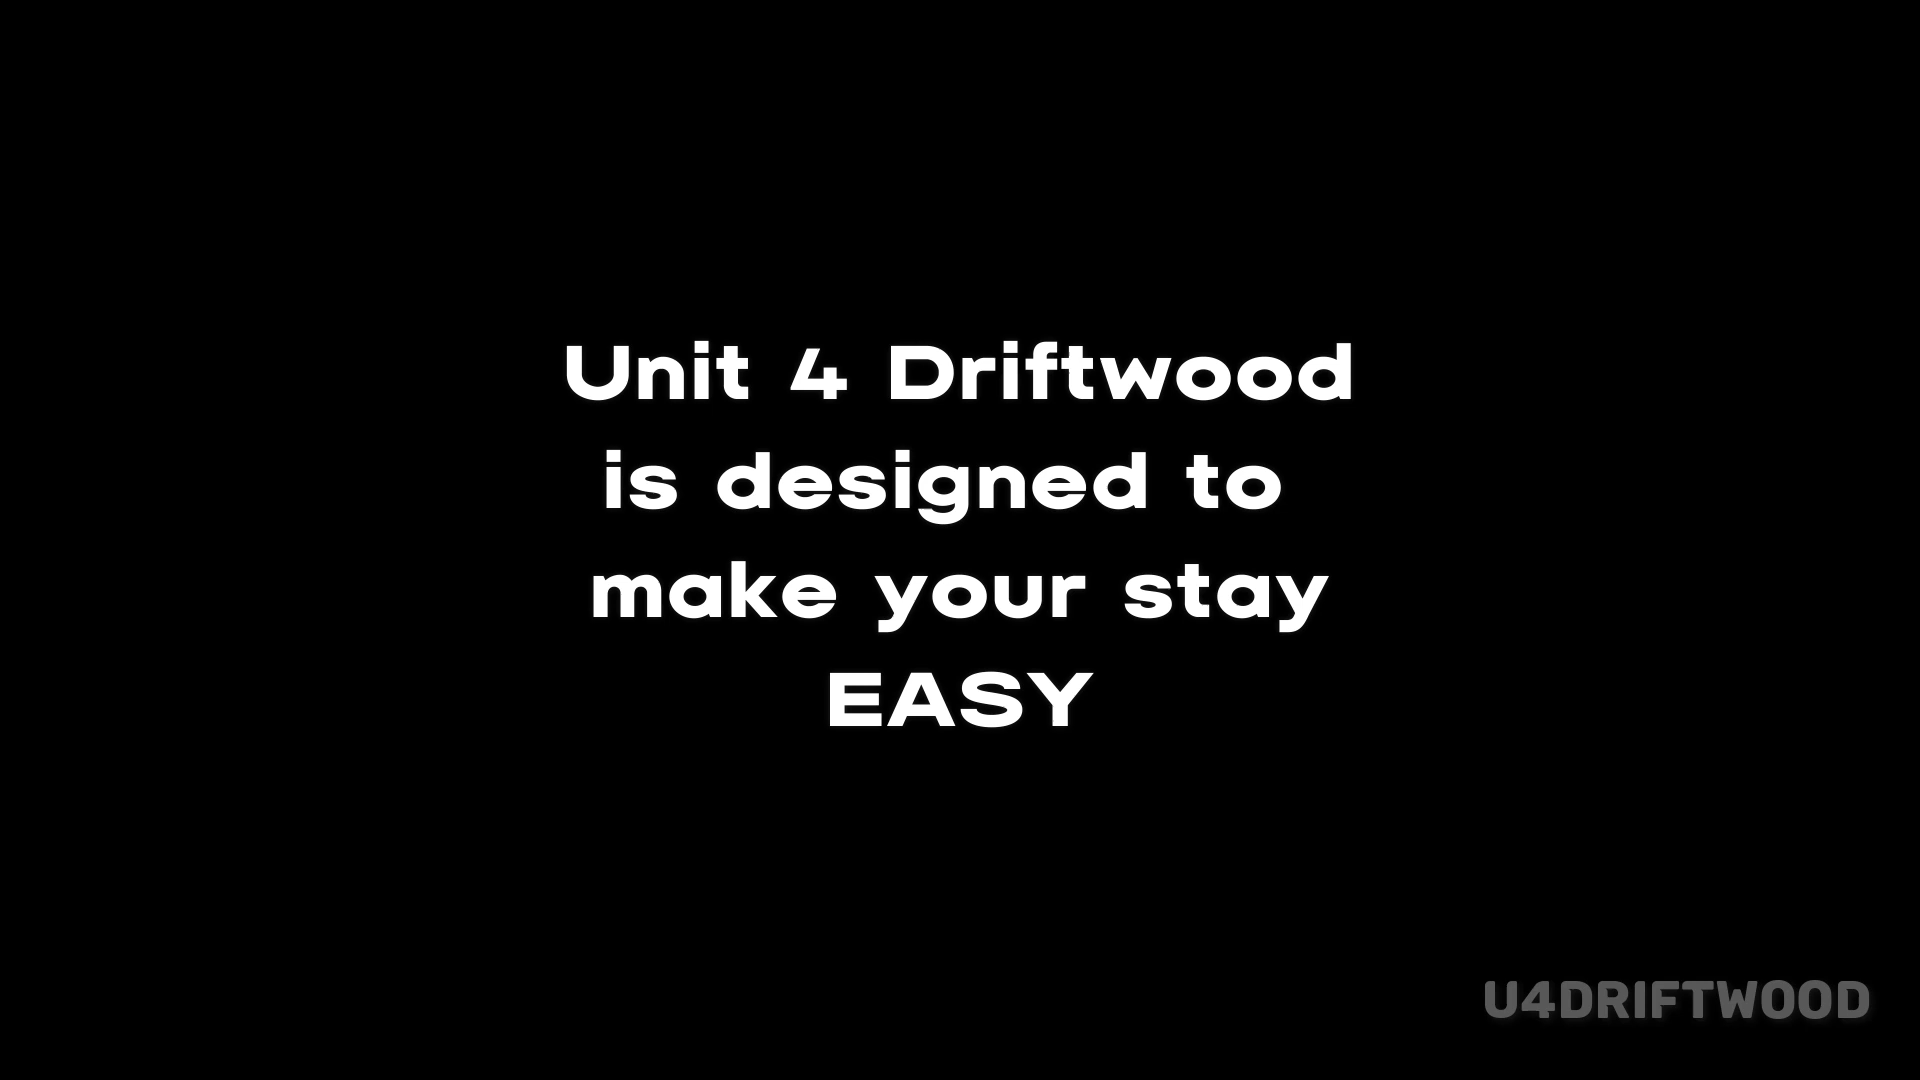 Unit 4 Driftwood
is designed to
make your stay
EASY
U4DRIFTWOOD